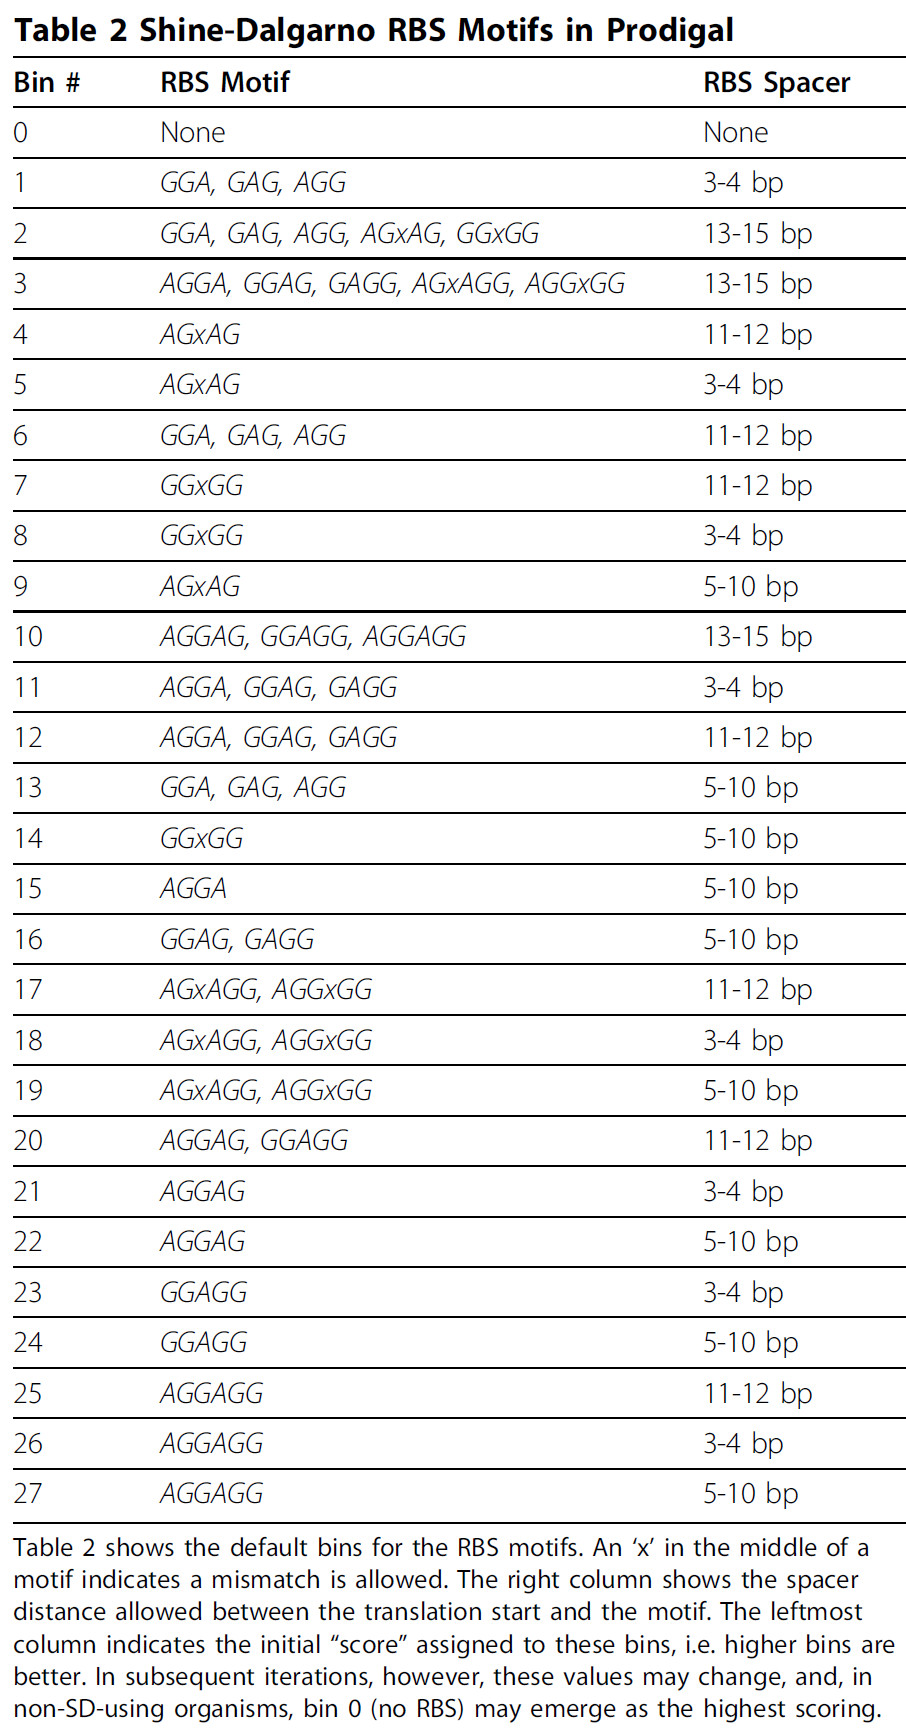 Table 2 Shine-Dalgarno RBS Motifs in Prodigal
Bin # RBS Motif RBS Spacer
0 None None
1 GGA, GAG, AGG 3-4 bp
2 GGA, GAG, AGG, AGxAG, GGxGG 13-15 bp
3 AGGA, GGAG, GAGG, AGxAGG, AGGxGG 13-15 bp
4 AGxAG 11-12 bp
5 AGxAG 3-4 bp
6 GGA, GAG, AGG 11-12 bp
7 GGxGG 11-12 bp
8 GGxGG 3-4 bp
9 AGxAG 5-10 bp
10 AGGAG, GGAGG, AGGAGG 13-15 bp
11 AGGA, GGAG, GAGG 3-4 bp
12 AGGA, GGAG, GAGG 11-12 bp
13 GGA, GAG, AGG 5-10 bp
14 GGxGG 5-10 bp
15 AGGA 5-10 bp
16 GGAG, GAGG 5-10 bp
17 AGxAGG, AGGxGG 11-12 bp
18 AGxAGG, AGGxGG 3-4 bp
19 AGxAGG, AGGxGG 5-10 bp
20 AGGAG, GGAGG 11-12 bp
21 AGGAG 3-4 bp
22 AGGAG 5-10 bp
23 GGAGG 3-4 bp
24 GGAGG 5-10 bp
25 AGGAGG 11-12 bp
26 AGGAGG 3-4 bp
27 AGGAGG 5-10 bp
Table 2 shows the default bins for the RBS motifs. An ‘x’ in the middle of a
motif indicates a mismatch is allowed. The right column shows the spacer
distance allowed between the translation start and the motif. The leftmost
column indicates the initial “score” assigned to these bins, i.e. higher bins are
better. In subsequent iterations, however, these values may change, and, in
non-SD-using organisms, bin 0 (no RBS) may emerge as the highest scoring.